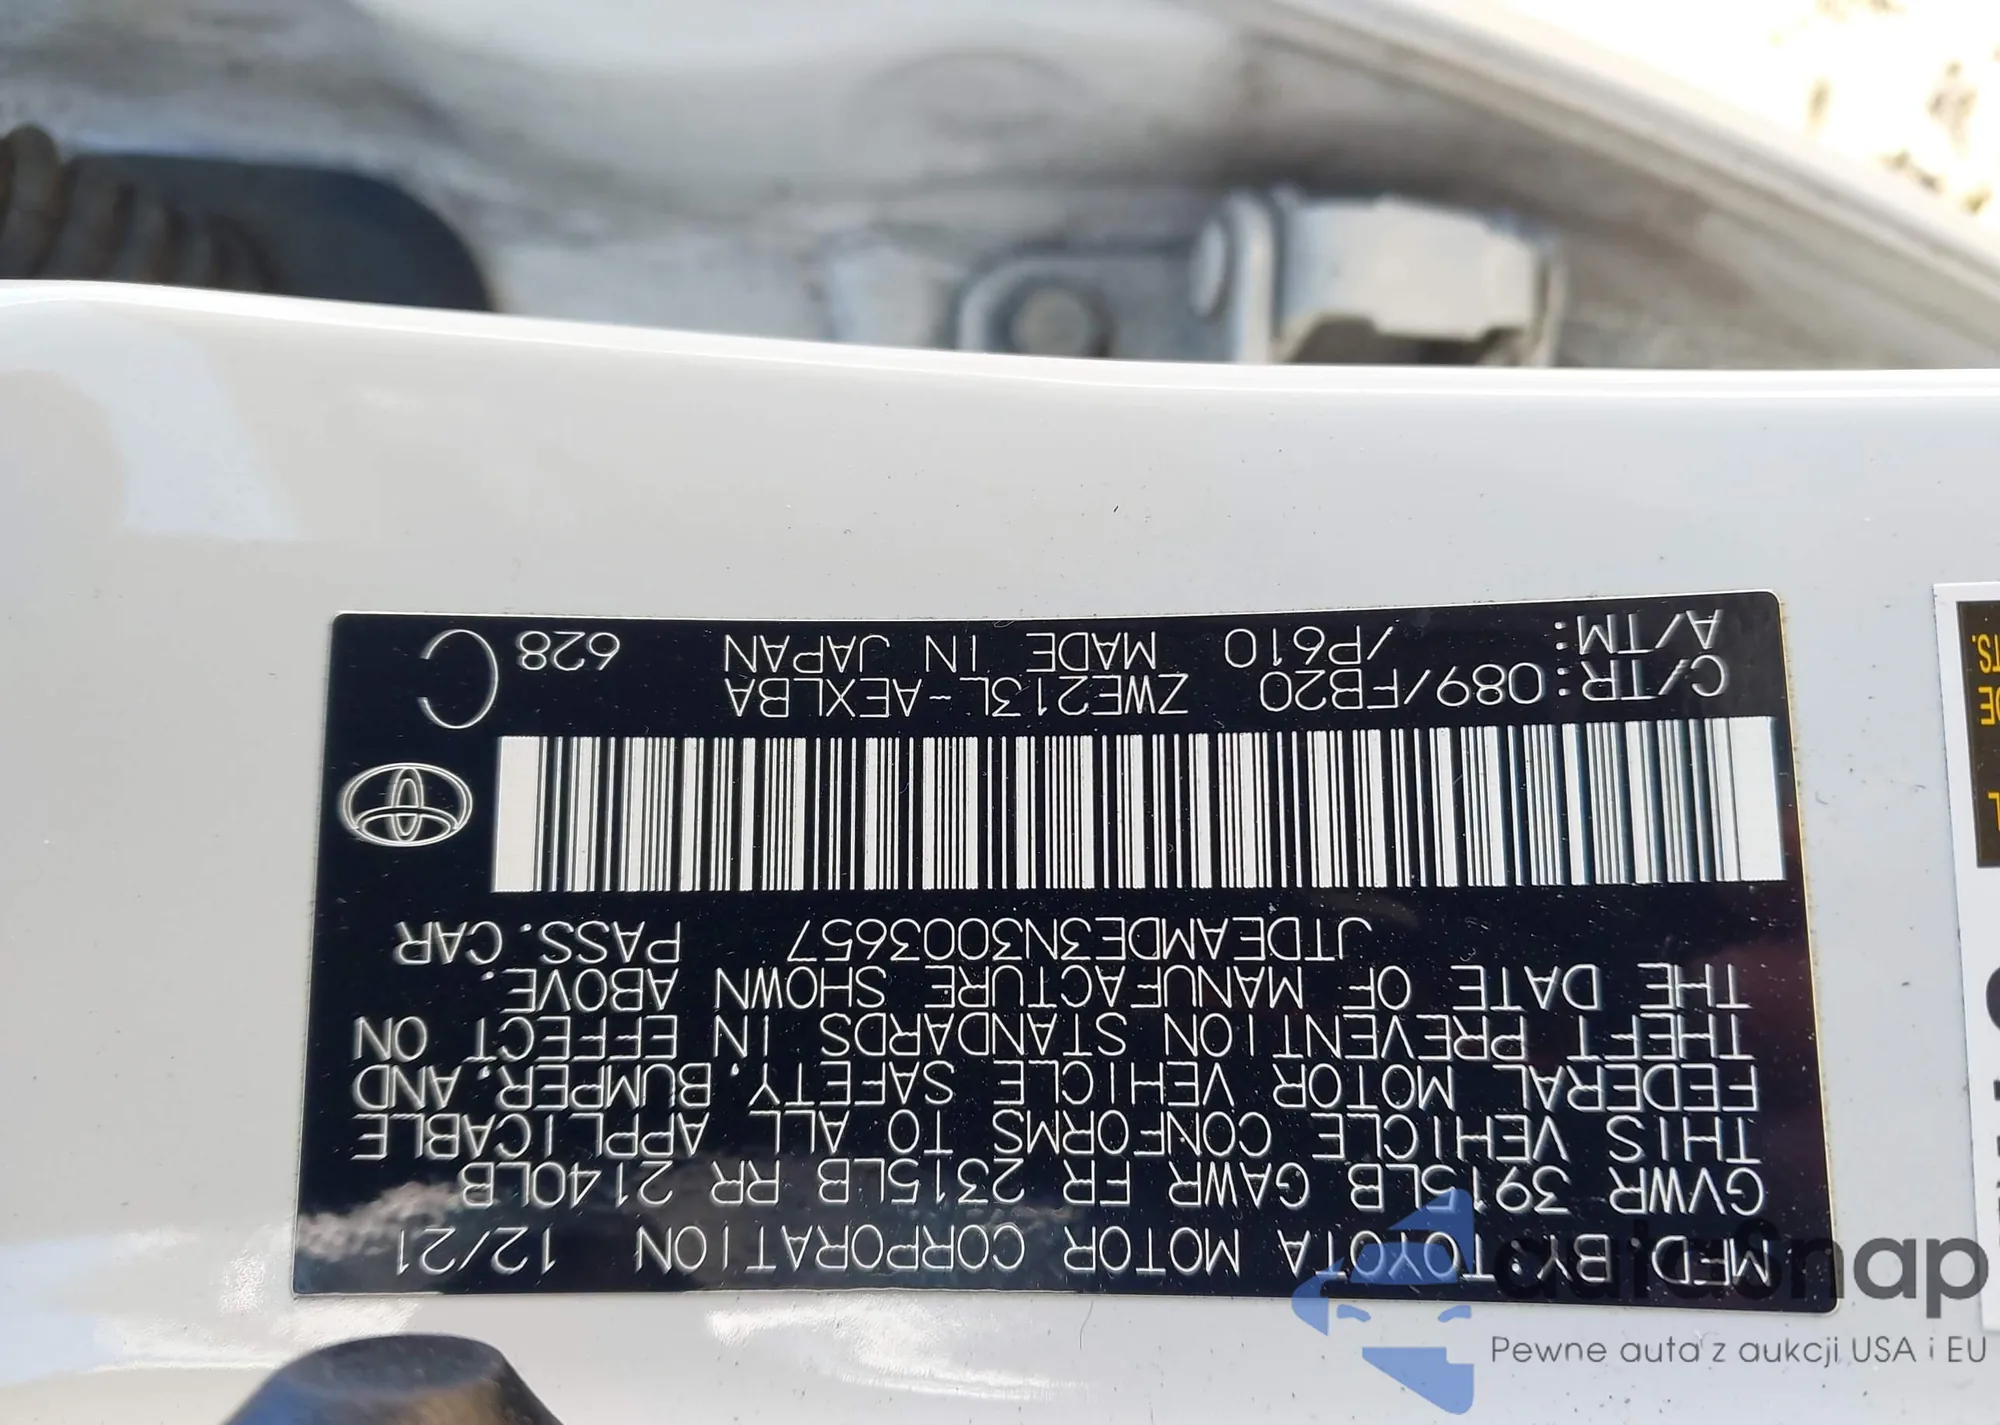 MFD. BY: TOYOTA MOTOR CORPORATION 12/21
GVWR 3915LB GAWR FR 2315LB RR 2140LB
THIS VEHICLE CONFORMS TO ALL APPLICABLE
FEDERAL MOTOR VEHICLE SAFETY, BUMPER, AND
THEFT PREVENTION STANDARDS IN EFFECT ON
THE DATE OF MANUFACTURE SHOWN ABOVE.
JTDEAMDE3N3003657 PASS. CAR
C/TR: 089/FB20 ZWE213L-AEXLBA
A/TM: /P610 MADE IN JAPAN 628
C
autoSnap
Pewne auta z aukcji USA i EU